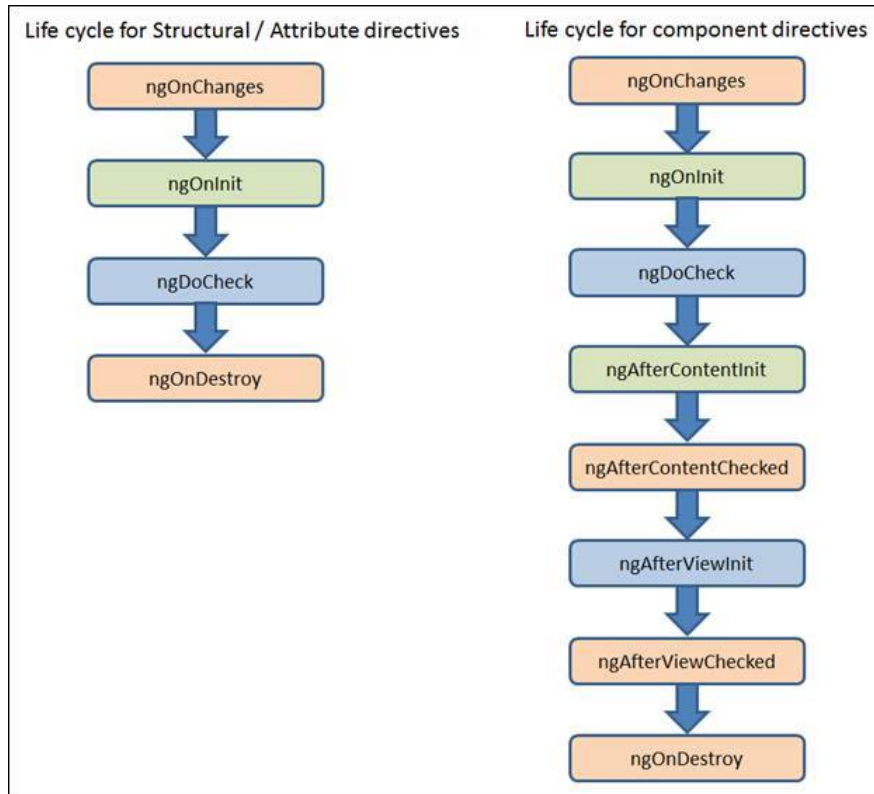 Life cycle for Structural / Attribute directives
ngOnChanges
ngOnInit
ngDoCheck
ngOnDestroy
Life cycle for component directives
ngOnChanges
ngOnInit
ngDoCheck
ngAfterContentInit
ngAfterContentChecked
ngAfterViewInit
ngAfterViewChecked
ngOnDestroy